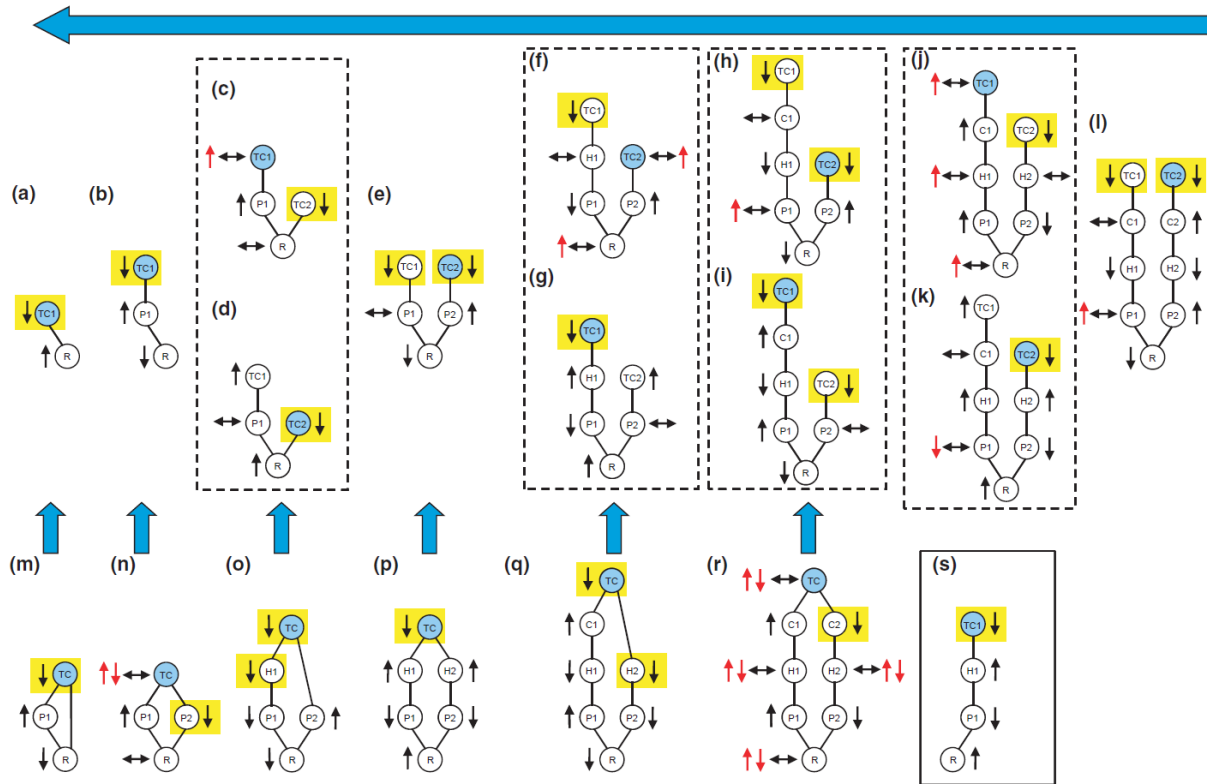 (a)
TC1
R
(b)
TC1
P1
R
(c)
TC1
P1
TC2
R
(d)
TC1
P1
TC2
R
(e)
TC1
TC2
P1
P2
R
(f)
TC1
H1
TC2
P1
P2
R
(g)
TC1
H1
TC2
P1
P2
R
(h)
TC1
C1
H1
TC2
P1
P2
R
(i)
TC1
C1
H1
TC2
P1
P2
R
(j)
TC1
C1
TC2
H1
H2
P1
P2
R
(k)
TC1
C1
TC2
H1
H2
P1
P2
R
(l)
TC1
TC2
C1
C2
H1
H2
P1
P2
R
(m)
TC
P1
R
(n)
TC
P1
P2
R
(o)
TC
H1
P1
P2
R
(p)
TC
H1
H2
P1
P2
R
(q)
TC
C1
H1
H2
P1
P2
R
(r)
TC
C1
C2
H1
H2
P1
P2
R
(s)
TC1
H1
P1
R